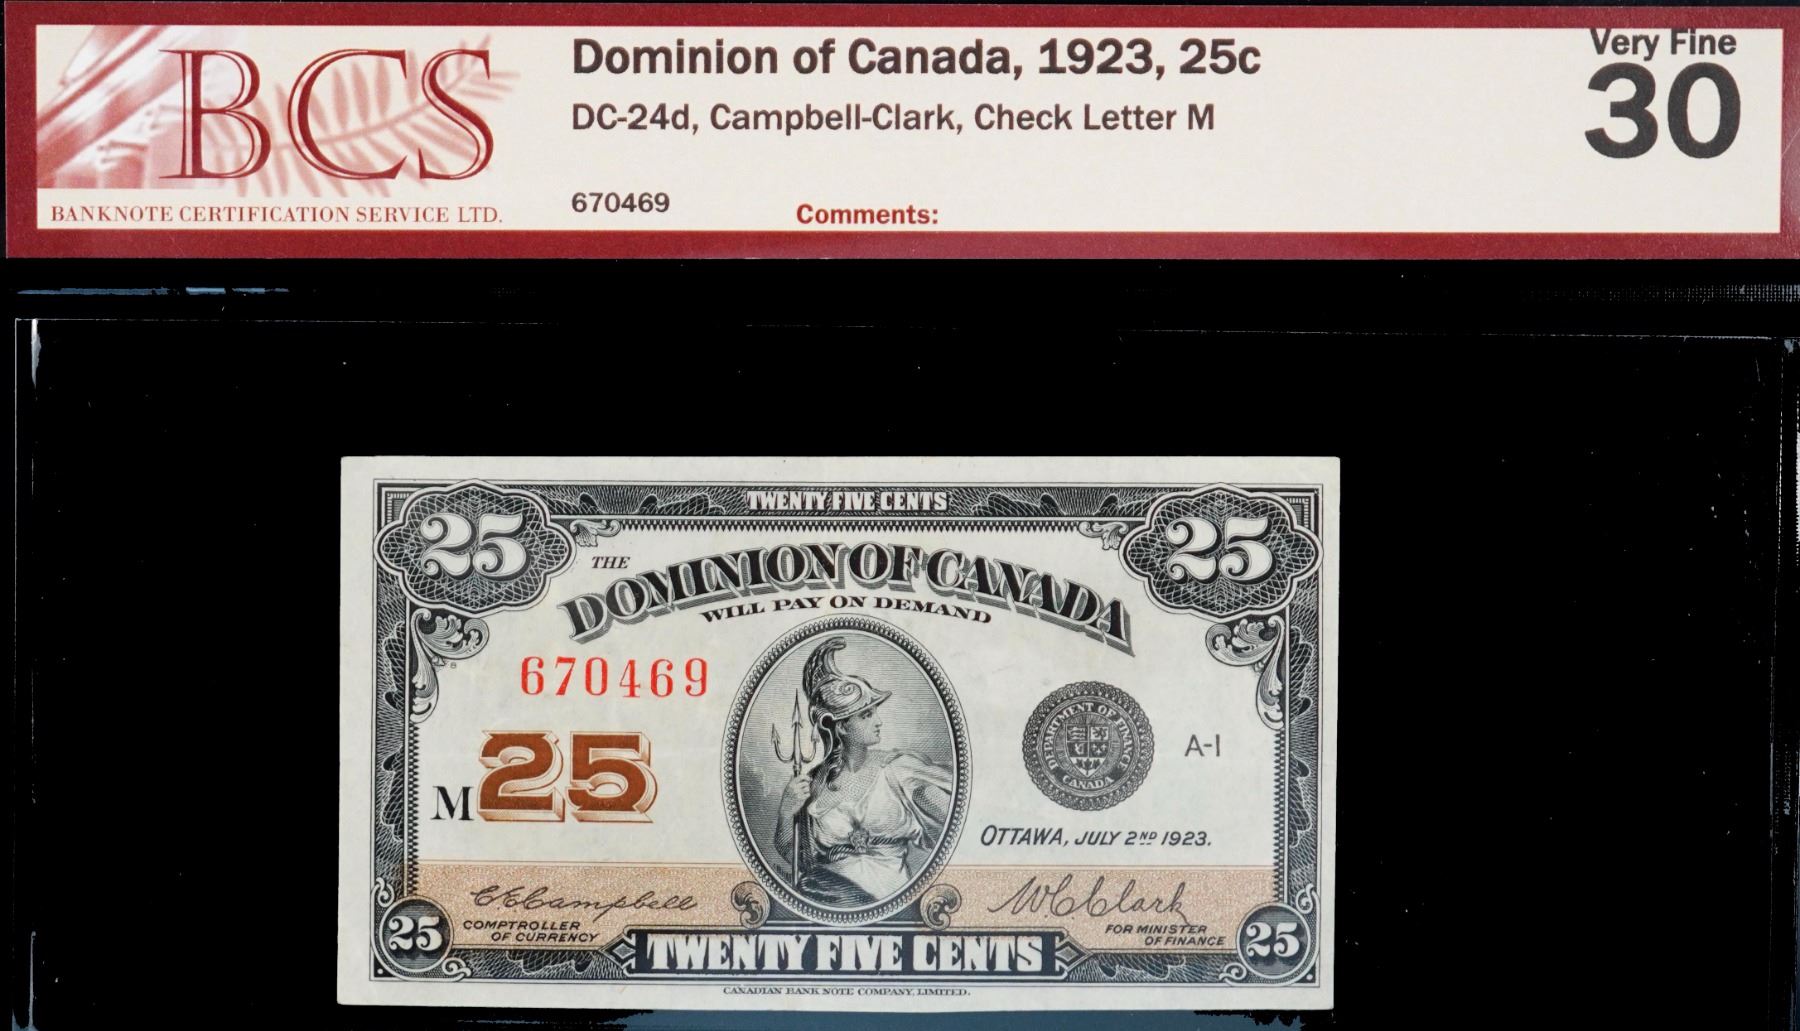 BCS
BANKNOTE CERTIFICATION SERVICE LTD.
Dominion of Canada, 1923, 25c
DC-24d, Campbell-Clark, Check Letter M
670469
Comments:
Very Fine
30
TWENTY FIVE CENTS
25
25
THE
DOMINION OF CANADA
WILL PAY ON DEMAND
670469
M 25
DEPARTMENT OF FINANCE
CANADA
A-1
OTTAWA, JULY 2ND 1923.
C E Campbell
COMPTROLLER
OF CURRENCY
W C Clark
FOR MINISTER
OF FINANCE
25
TWENTY FIVE CENTS
25
CANADIAN BANK NOTE COMPANY, LIMITED.